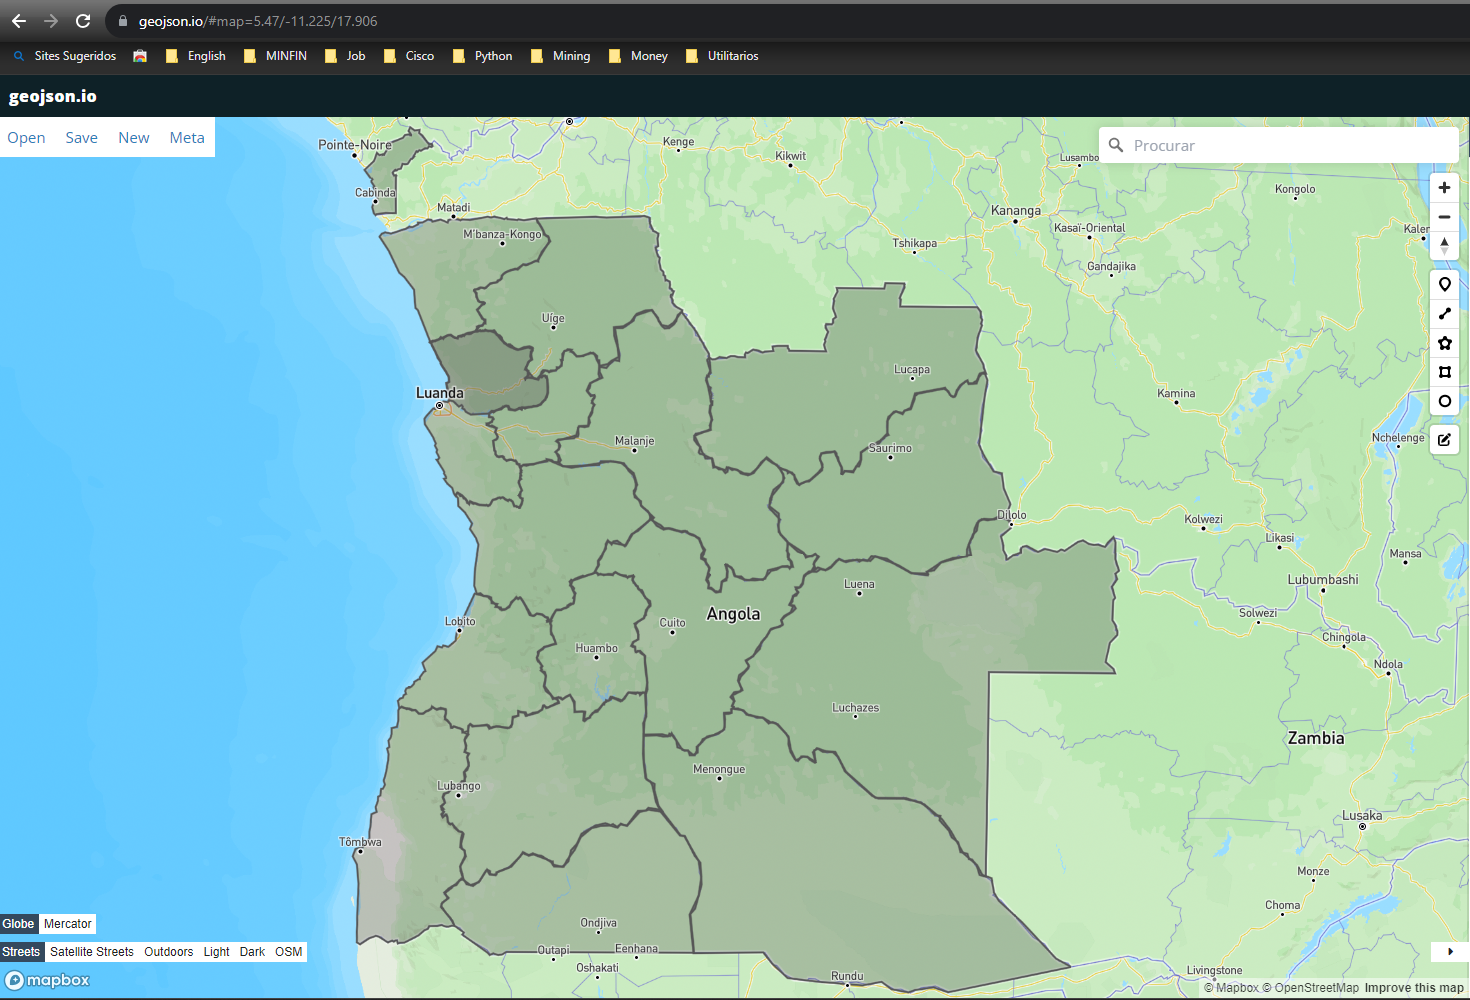 geojson.io/#map=5.47/-11.225/17.906
Sites Sugeridos English MINFIN Job Cisco Python Mining Money Utilitarios
geojson.io
Open Save New Meta
Procurar
Pointe-Noire
Kenge
Kikwit
Lusambo
Kongolo
Cabinda
Matadi
Kananga
Kasaï-Oriental
Kaler
M'banza-Kongo
Tshikapa
Gandajika
Uíge
Lucapa
Luanda
Kamina
Malanje
Saurimo
Nchelenge
Dilolo
Kolwezi
Likasi
Mansa
Luena
Lubumbashi
Lobito
Cuito
Angola
Solwezi
Huambo
Chingola
Ndola
Luchazes
Zambia
Menongue
Lubango
Lusaka
Tômbwa
Monze
Choma
Globe Mercator
Ondjiva
Streets Satellite Streets Outdoors Light Dark OSM
Outapi
Eenhana
Oshakati
Rundu
Livingstone
mapbox
© Mapbox © OpenStreetMap Improve this map